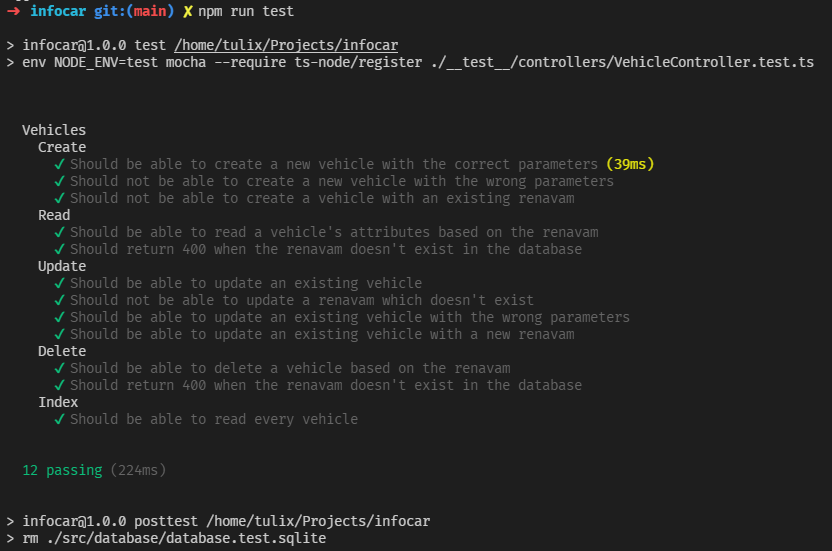 → infocar git:(main) ✗ npm run test
> infocar@1.0.0 test /home/tulix/Projects/infocar
> env NODE_ENV=test mocha --require ts-node/register ./__test__/controllers/VehicleController.test.ts
Vehicles
Create
✓ Should be able to create a new vehicle with the correct parameters (39ms)
✓ Should not be able to create a new vehicle with the wrong parameters
✓ Should not be able to create a vehicle with an existing renavam
Read
✓ Should be able to read a vehicle's attributes based on the renavam
✓ Should return 400 when the renavam doesn't exist in the database
Update
✓ Should be able to update an existing vehicle
✓ Should not be able to update a renavam which doesn't exist
✓ Should be able to update an existing vehicle with the wrong parameters
✓ Should be able to update an existing vehicle with a new renavam
Delete
✓ Should be able to delete a vehicle based on the renavam
✓ Should return 400 when the renavam doesn't exist in the database
Index
✓ Should be able to read every vehicle
12 passing (224ms)
> infocar@1.0.0 posttest /home/tulix/Projects/infocar
> rm ./src/database/database.test.sqlite